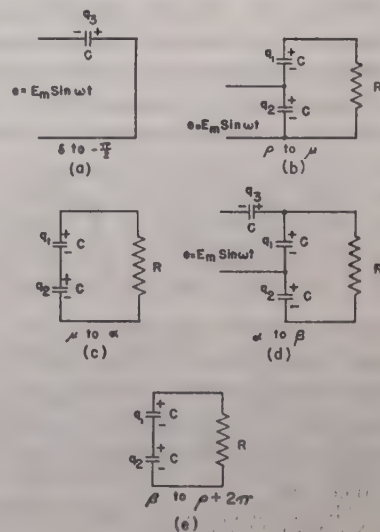 q₃
- +
C
e = Eₘ Sin ωt
δ to -π/2
(a)
q₁ + - C
q₂ + - C
R
e=Eₘ Sin ωt
ρ to μ
(b)
q₁ + - C
q₂ + - C
R
μ to α
(c)
q₃
- +
C
q₁ + - C
e=Eₘ Sin ωt
R
q₂ + - C
α to β
(d)
q₁ + - C
q₂ + - C
R
β to ρ + 2π
(e)